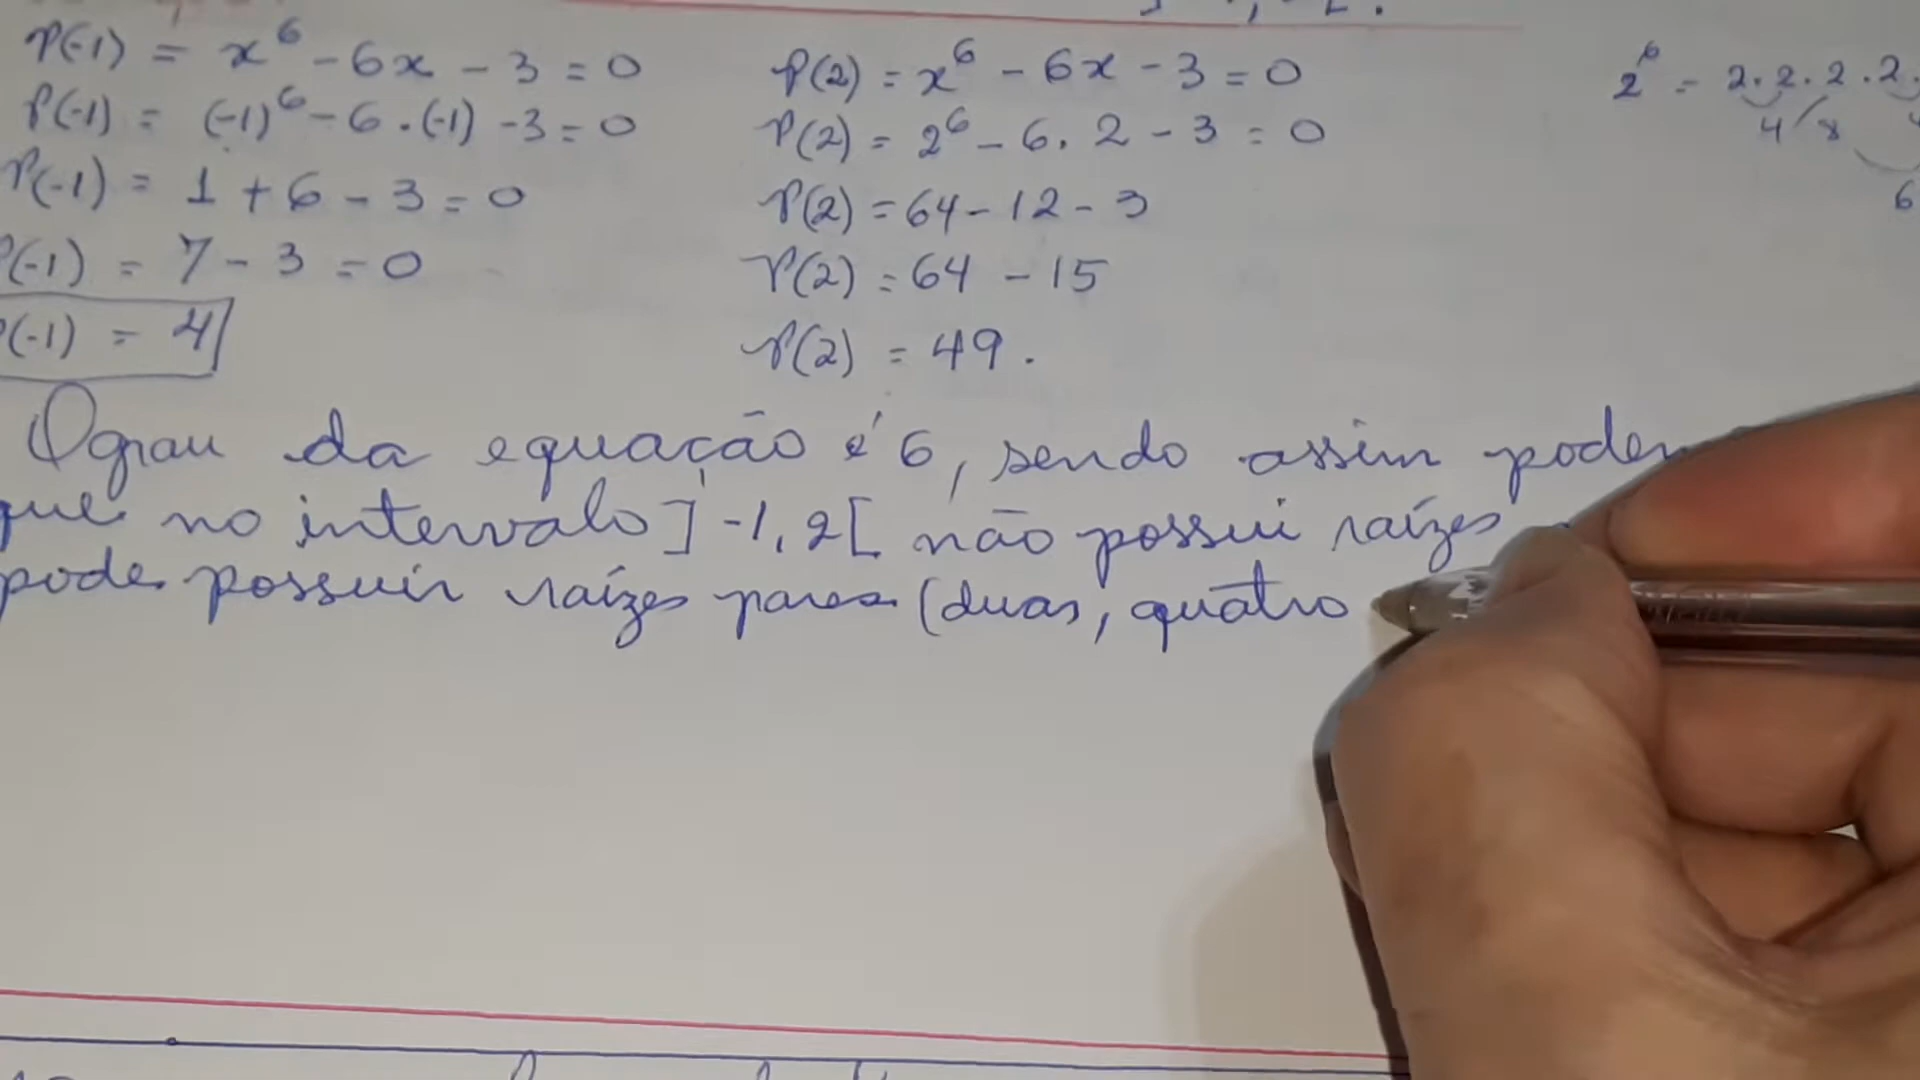 P(-1) = x⁶ - 6x - 3 = 0
P(-1) = (-1)⁶ - 6 . (-1) - 3 = 0
P(-1) = 1 + 6 - 3 = 0
P(-1) = 7 - 3 = 0
P(-1) = 4
P(2) = x⁶ - 6x - 3 = 0
P(2) = 2⁶ - 6. 2 - 3 = 0
P(2) = 64 - 12 - 3
P(2) = 64 - 15
P(2) = 49.
2⁶ = 2.2.2.2.
4 8
6
O grau da equação é 6, sendo assim podem
que no intervalo ]-1,2[ não possui raízes
pode possuir raízes pares (duas, quatro